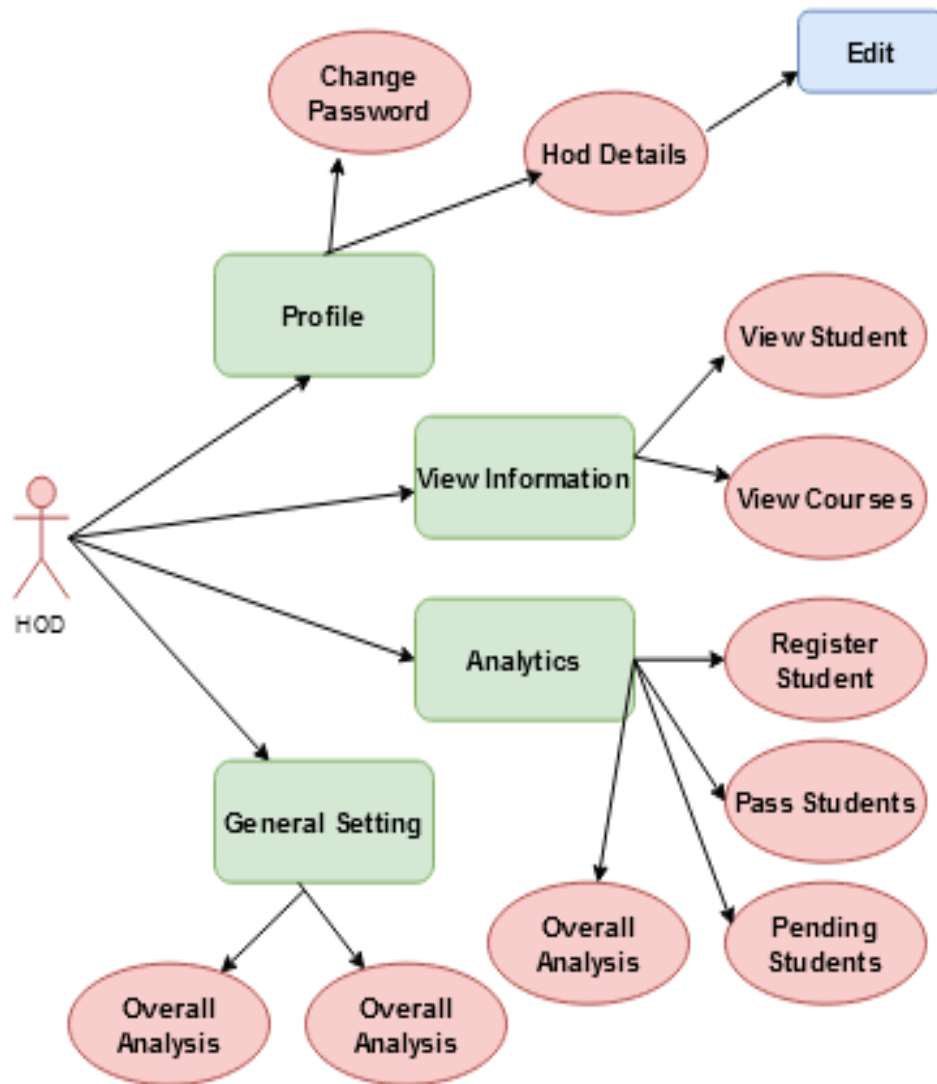 Change
Password
Edit
Hod Details
Profile
View Student
View Information
View Courses
HOD
Analytics
Register
Student
General Setting
Pass Students
Overall
Analysis
Pending
Students
Overall
Analysis
Overall
Analysis